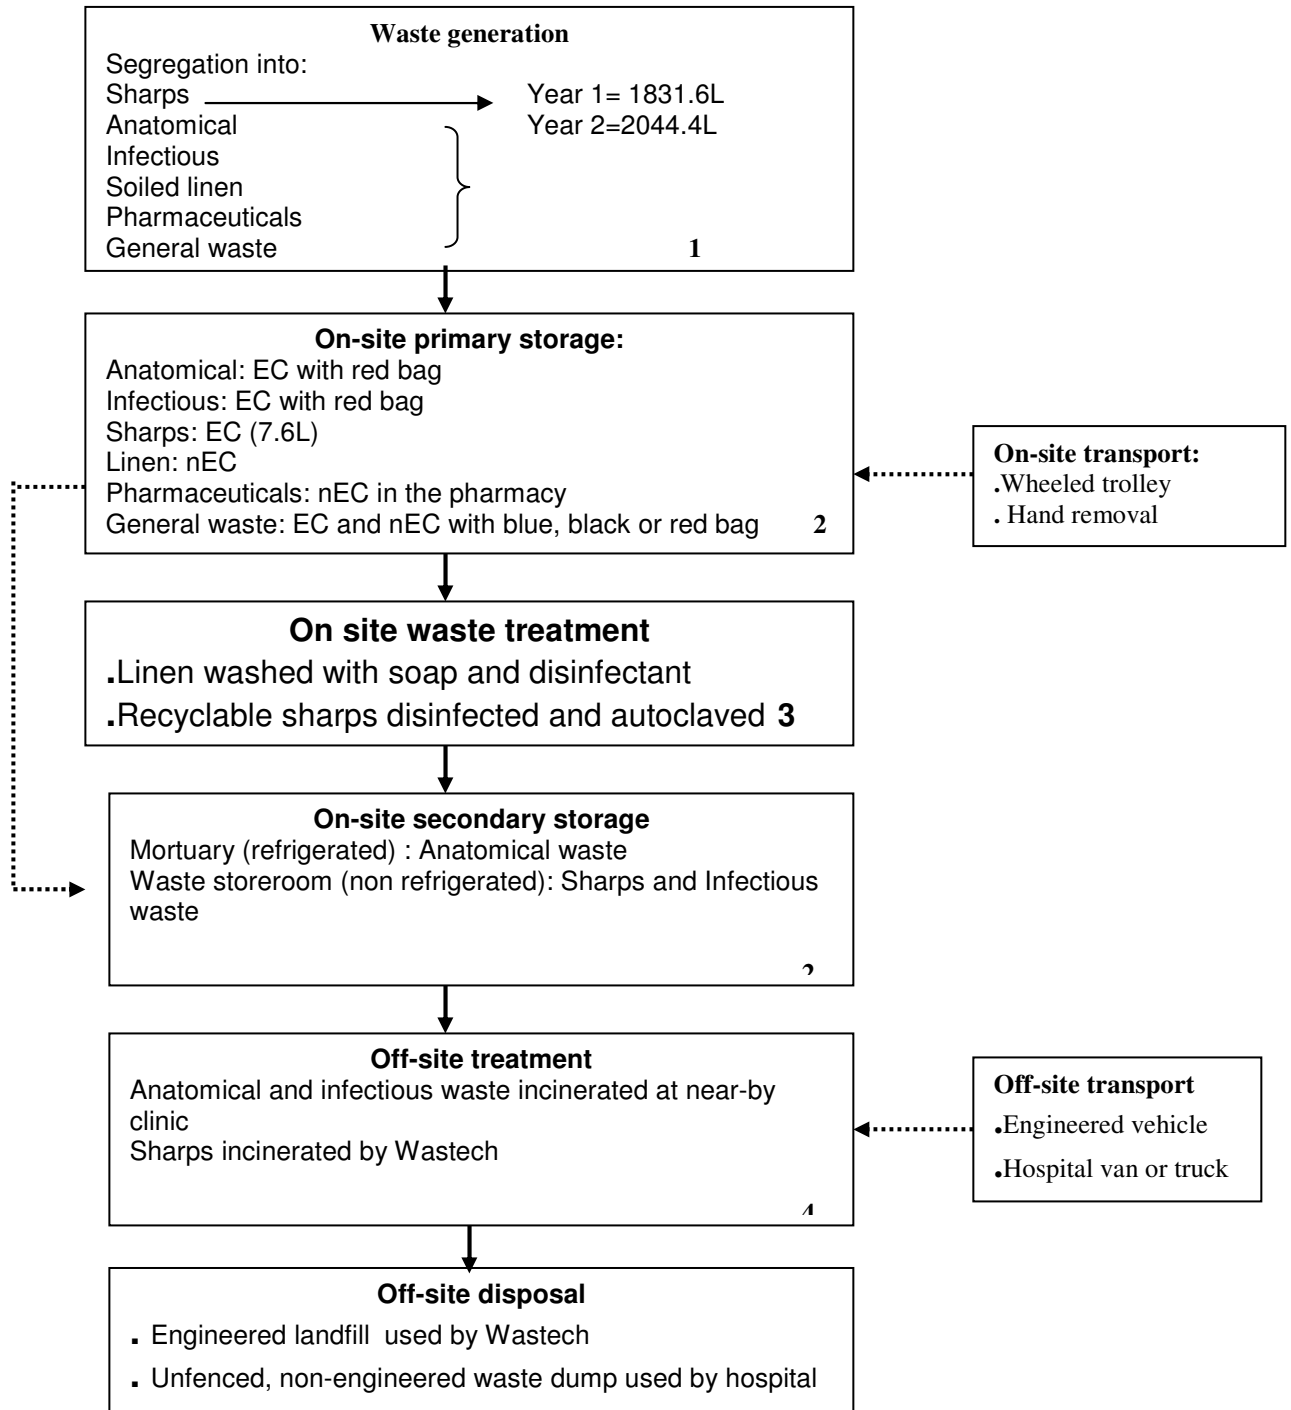 Waste generation
Segregation into:
Sharps Year 1= 1831.6L
Anatomical Year 2=2044.4L
Infectious
Soiled linen
Pharmaceuticals
General waste 1
On-site primary storage:
Anatomical: EC with red bag
Infectious: EC with red bag
Sharps: EC (7.6L)
Linen: nEC
Pharmaceuticals: nEC in the pharmacy
General waste: EC and nEC with blue, black or red bag 2
On-site transport:
.Wheeled trolley
. Hand removal
On site waste treatment
.Linen washed with soap and disinfectant
.Recyclable sharps disinfected and autoclaved 3
On-site secondary storage
Mortuary (refrigerated) : Anatomical waste
Waste storeroom (non refrigerated): Sharps and Infectious
waste
Off-site treatment
Anatomical and infectious waste incinerated at near-by
clinic
Sharps incinerated by Wastech
4
Off-site transport
.Engineered vehicle
.Hospital van or truck
Off-site disposal
. Engineered landfill used by Wastech
. Unfenced, non-engineered waste dump used by hospital